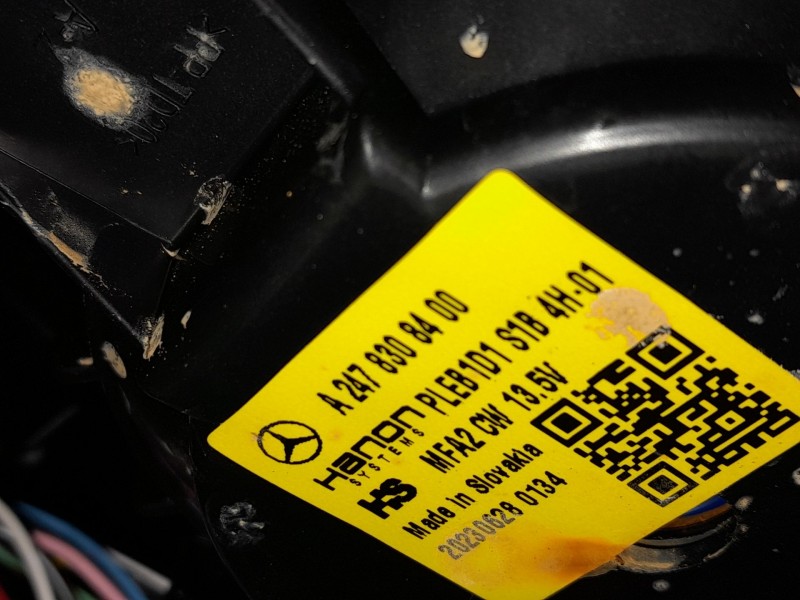 A 247 830 84 00
Hanon PLEB1D1 S1B 4H-01
SYSTEMS
HS MFA2 CW 13,5V
Made in Slovakia
20230628 0134